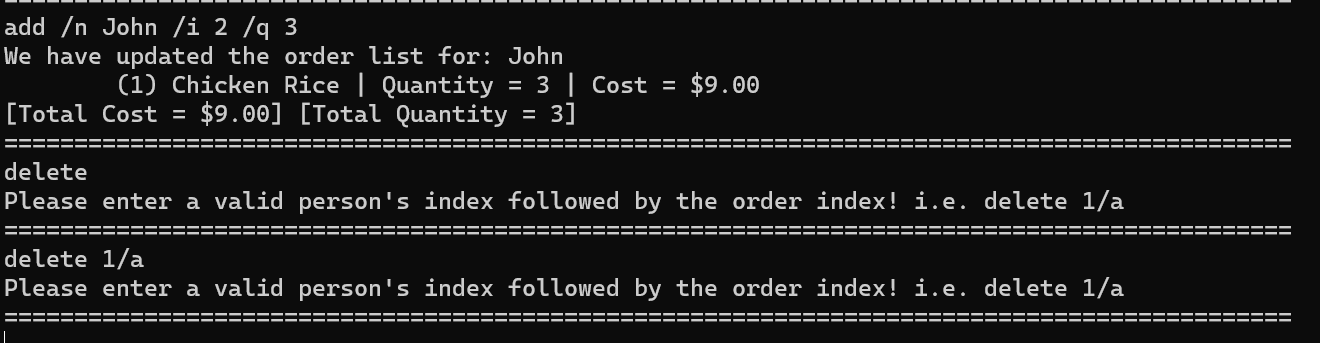 ================================================================================================
add /n John /i 2 /q 3
We have updated the order list for: John
        (1) Chicken Rice | Quantity = 3 | Cost = $9.00
[Total Cost = $9.00] [Total Quantity = 3]
============================================================================================
delete
Please enter a valid person's index followed by the order index! i.e. delete 1/a
============================================================================================
delete 1/a
Please enter a valid person's index followed by the order index! i.e. delete 1/a
============================================================================================